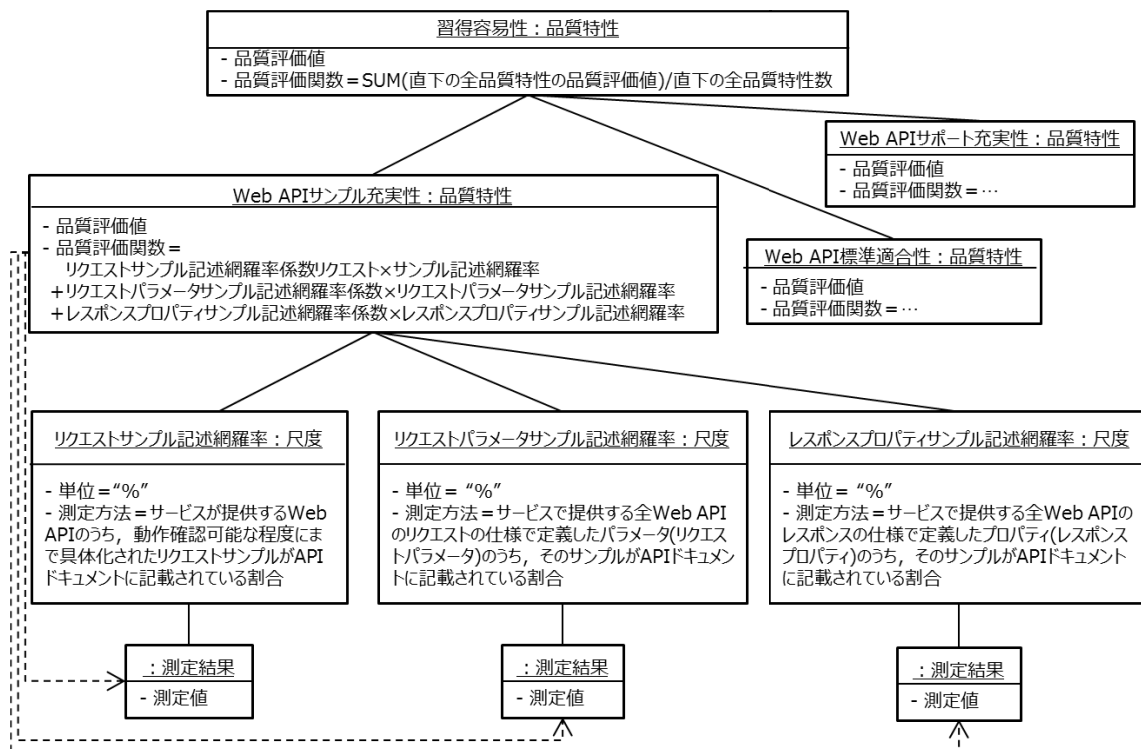 習得容易性：品質特性
- 品質評価値
- 品質評価関数＝SUM(直下の全品質特性の品質評価値)/直下の全品質特性数
Web APIサポート充実性：品質特性
- 品質評価値
- 品質評価関数＝…
Web APIサンプル充実性：品質特性
- 品質評価値
- 品質評価関数＝
リクエストサンプル記述網羅率係数リクエスト×サンプル記述網羅率
＋リクエストパラメータサンプル記述網羅率係数×リクエストパラメータサンプル記述網羅率
＋レスポンスプロパティサンプル記述網羅率係数×レスポンスプロパティサンプル記述網羅率
Web API標準適合性：品質特性
- 品質評価値
- 品質評価関数＝…
リクエストサンプル記述網羅率：尺度
- 単位＝“%”
- 測定方法＝サービスが提供するWeb
APIのうち，動作確認可能な程度にま
で具体化されたリクエストサンプルがAPI
ドキュメントに記載されている割合
リクエストパラメータサンプル記述網羅率：尺度
- 単位＝ “%”
- 測定方法＝サービスで提供する全Web API
のリクエストの仕様で定義したパラメータ(リクエ
ストパラメータ)のうち，そのサンプルがAPIドキュメン
トに記載されている割合
レスポンスプロパティサンプル記述網羅率：尺度
- 単位＝“%”
- 測定方法＝サービスで提供する全Web APIの
レスポンスの仕様で定義したプロパティ(レスポンス
プロパティ)のうち，そのサンプルがAPIドキュメント
に記載されている割合
：測定結果
- 測定値
：測定結果
- 測定値
：測定結果
- 測定値